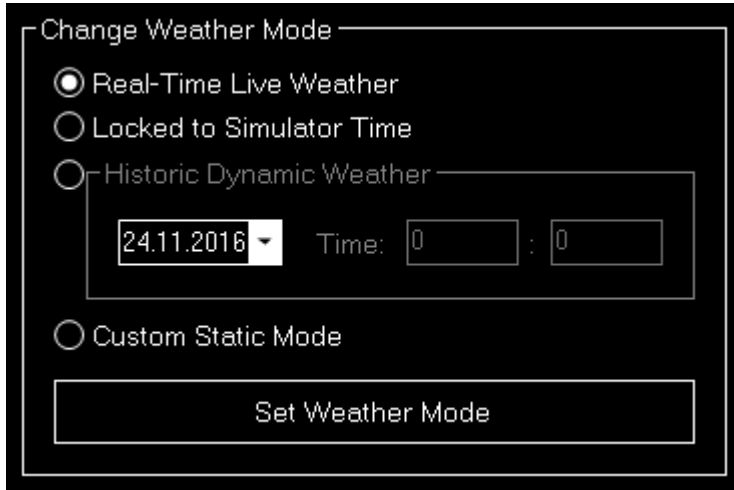 Change Weather Mode
Real-Time Live Weather
Locked to Simulator Time
Historic Dynamic Weather
24.11.2016 Time: 0 : 0
Custom Static Mode
Set Weather Mode